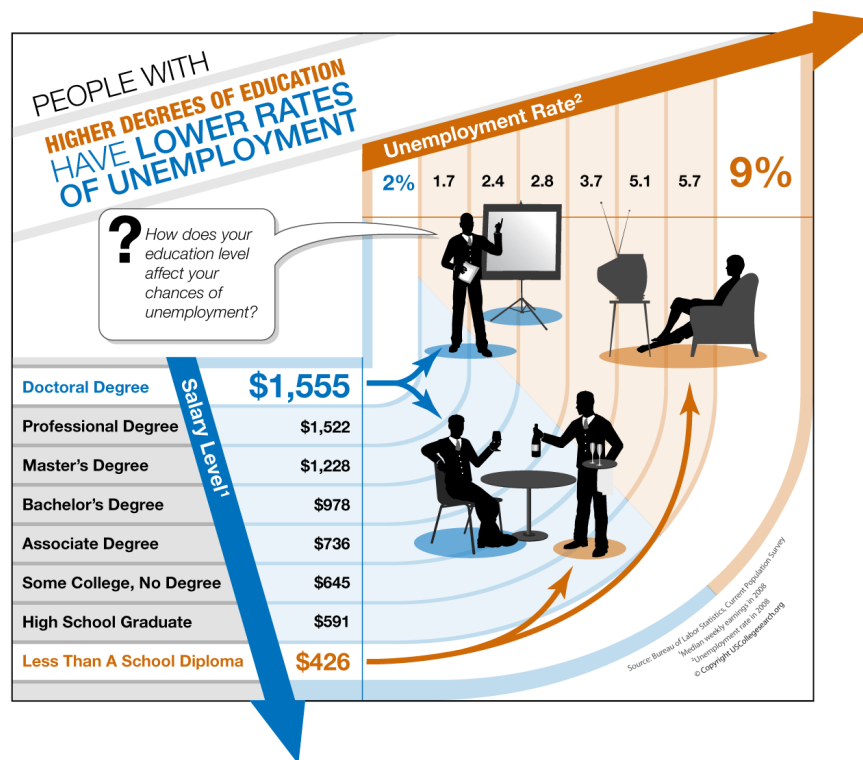 PEOPLE WITH
HIGHER DEGREES OF EDUCATION
HAVE LOWER RATES
OF UNEMPLOYMENT
Unemployment Rate²
2% 1.7 2.4 2.8 3.7 5.1 5.7 9%
? How does your
education level
affect your
chances of
unemployment?
Salary Level¹
Doctoral Degree $1,555
Professional Degree $1,522
Master's Degree $1,228
Bachelor's Degree $978
Associate Degree $736
Some College, No Degree $645
High School Graduate $591
Less Than A School Diploma $426
Source: Bureau of Labor Statistics, Current Population Survey
¹Median weekly earnings in 2008
²Unemployment rate in 2008
© Copyright USCollegesearch.org